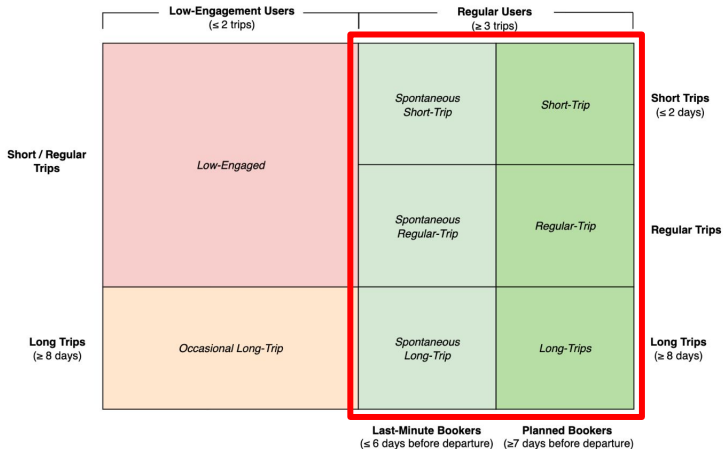 Low-Engagement Users
(≤ 2 trips)
Regular Users
(≥ 3 trips)
Short / Regular
Trips
Low-Engaged
Spontaneous
Short-Trip
Short-Trip
Short Trips
(≤ 2 days)
Spontaneous
Regular-Trip
Regular-Trip
Regular Trips
Long Trips
(≥ 8 days)
Occasional Long-Trip
Spontaneous
Long-Trip
Long-Trips
Long Trips
(≥ 8 days)
Last-Minute Bookers
(≤ 6 days before departure)
Planned Bookers
(≥7 days before departure)